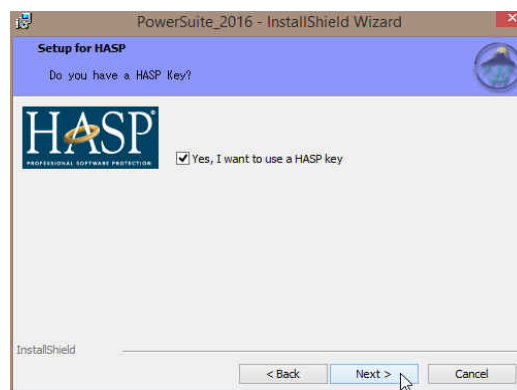 PowerSuite_2016 - InstallShield Wizard
Setup for HASP
Do you have a HASP Key?
HASP
PROFESSIONAL SOFTWARE PROTECTION
Yes, I want to use a HASP key
InstallShield
< Back Next > Cancel